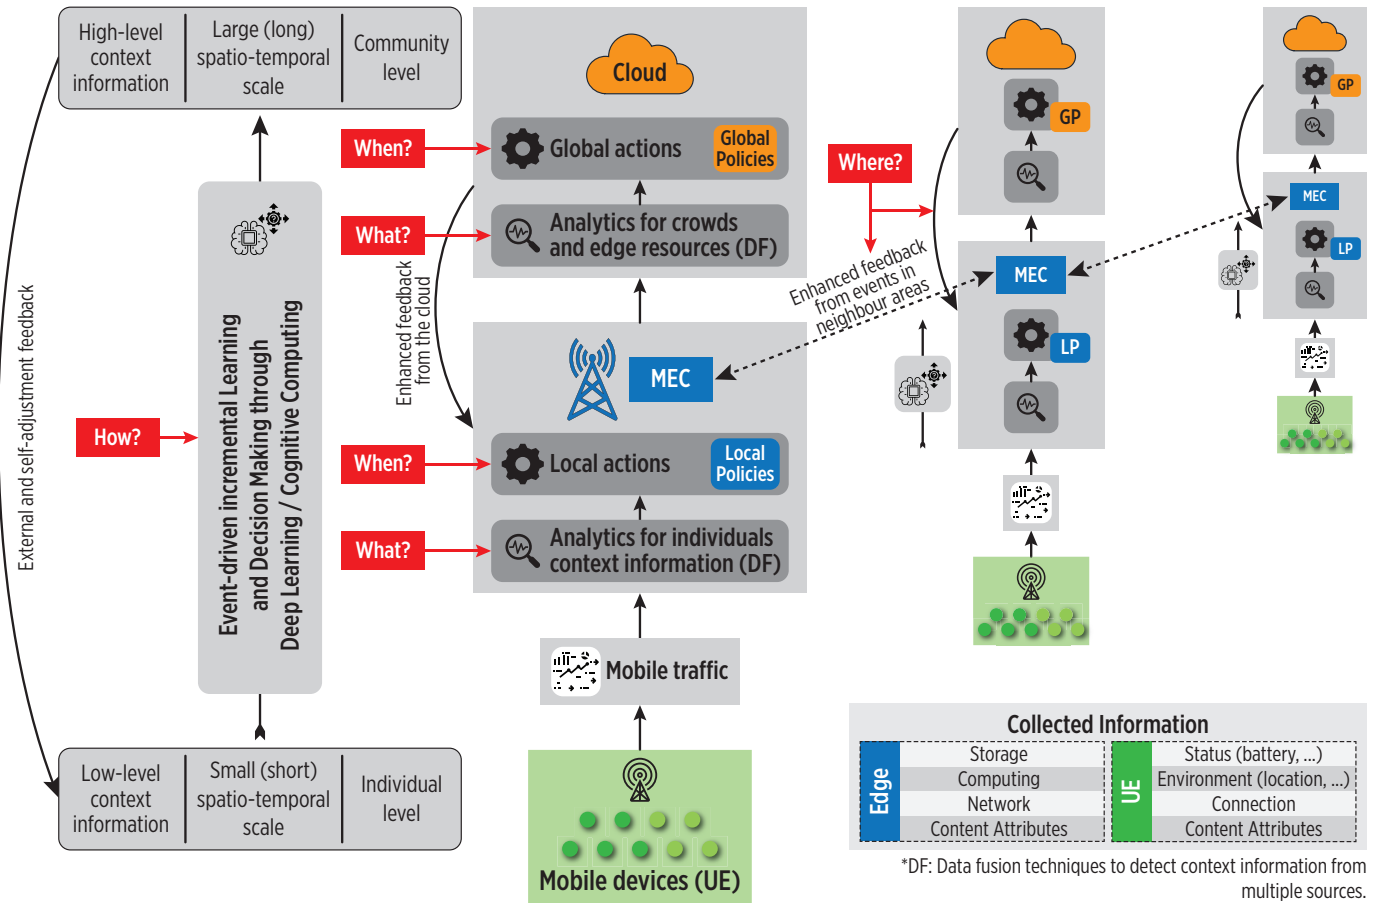 High-level
context
information
Large (long)
spatio-temporal
scale
Community
level
External and self-adjustment feedback
How?
Event-driven incremental Learning
and Decision Making through
Deep Learning / Cognitive Computing
Low-level
context
information
Small (short)
spatio-temporal
scale
Individual
level
Cloud
When?
Global actions
Global
Policies
What?
Analytics for crowds
and edge resources (DF)
Enhanced feedback
from the cloud
MEC
When?
Local actions
Local
Policies
What?
Analytics for individuals
context information (DF)
Mobile traffic
Mobile devices (UE)
Where?
Enhanced feedback
from events in
neighbour areas
GP
MEC
LP
GP
MEC
LP
Collected Information
Edge
Storage
Computing
Network
Content Attributes
UE
Status (battery, ...)
Environment (location, ...)
Connection
Content Attributes
*DF: Data fusion techniques to detect context information from
multiple sources.